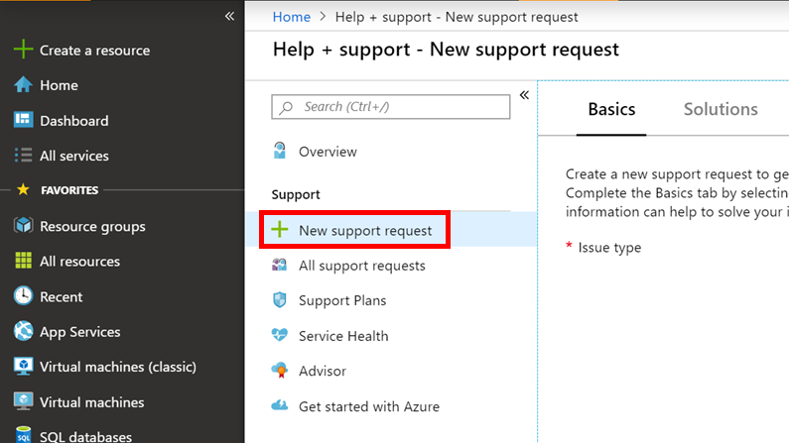 «
Create a resource
Home
Dashboard
All services
FAVORITES
Resource groups
All resources
Recent
App Services
Virtual machines (classic)
Virtual machines
SQL databases
Home > Help + support - New support request
Help + support - New support request
Search (Ctrl+/)
«
Overview
Support
New support request
All support requests
Support Plans
Service Health
Advisor
Get started with Azure
Basics Solutions
Create a new support request to ge
Complete the Basics tab by selectin
information can help to solve your i
* Issue type